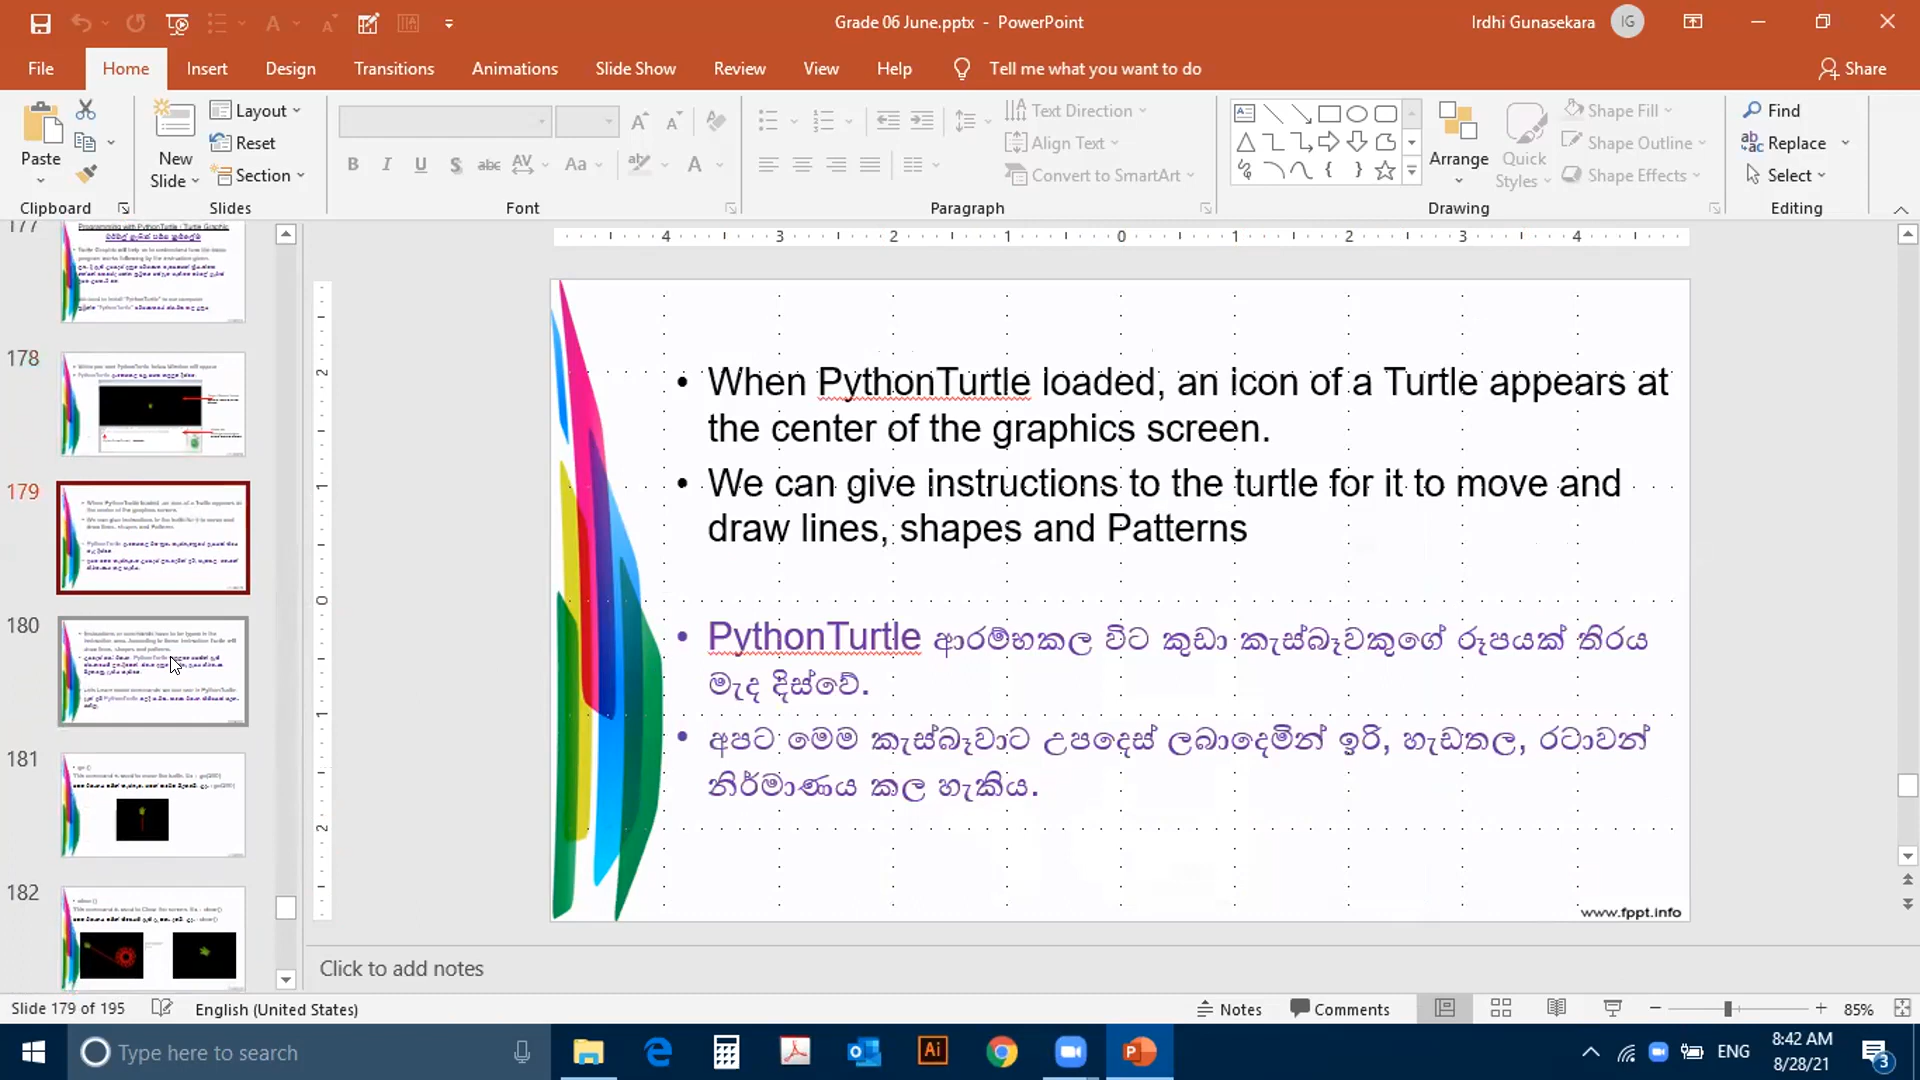 Grade 06 June.pptx - PowerPoint
Irdhi Gunasekara
IG
File
Home
Insert
Design
Transitions
Animations
Slide Show
Review
View
Help
Tell me what you want to do
Share
Paste
New
Slide
Layout
Reset
Section
Text Direction
Align Text
Convert to SmartArt
Arrange
Quick
Styles
Shape Fill
Shape Outline
Shape Effects
Find
Replace
Select
Clipboard
Slides
Font
Paragraph
Drawing
Editing
177
178
179
180
181
182
• When PythonTurtle loaded, an icon of a Turtle appears at
the center of the graphics screen.
• We can give instructions to the turtle for it to move and
draw lines, shapes and Patterns
• PythonTurtle ආරම්භකල විට කුඩා කැස්බෑවකුගේ රූපයක් තිරය
මැද දිස්වේ.
• අපට මෙම කැස්බෑවාට උපදෙස් ලබාදෙමින් ඉරි, හැඩතල, රටාවන්
නිර්මාණය කල හැකිය.
www.fppt.info
Click to add notes
Slide 179 of 195
English (United States)
Notes
Comments
85%
Type here to search
ENG
8:42 AM
8/28/21
3